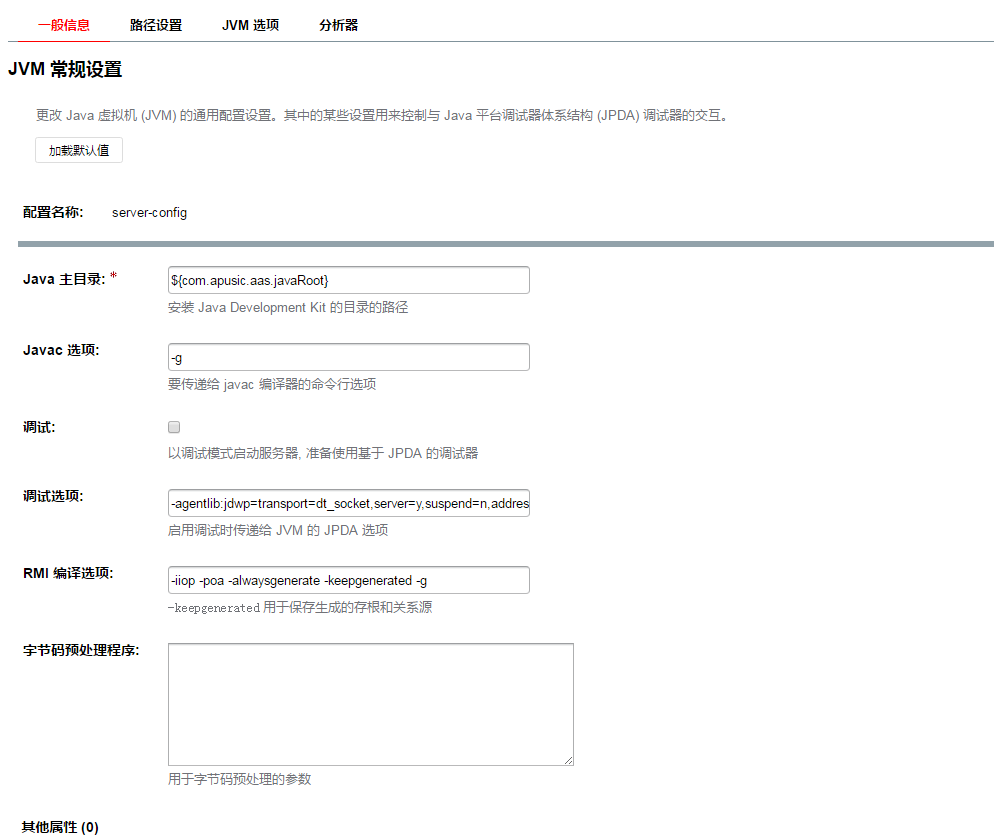 一般信息 路径设置 JVM 选项 分析器
JVM 常规设置
更改 Java 虚拟机 (JVM) 的通用配置设置。其中的某些设置用来控制与 Java 平台调试器体系结构 (JPDA) 调试器的交互。
加载默认值
配置名称: server-config
Java 主目录: * ${com.apusic.aas.javaRoot}
安装 Java Development Kit 的目录的路径
Javac 选项: -g
要传递给 javac 编译器的命令行选项
调试:
以调试模式启动服务器, 准备使用基于 JPDA 的调试器
调试选项: -agentlib:jdwp=transport=dt_socket,server=y,suspend=n,addres
启用调试时传递给 JVM 的 JPDA 选项
RMI 编译选项: -iiop -poa -alwaysgenerate -keepgenerated -g
-keepgenerated 用于保存生成的存根和关系源
字节码预处理程序:
用于字节码预处理的参数
其他属性 (0)